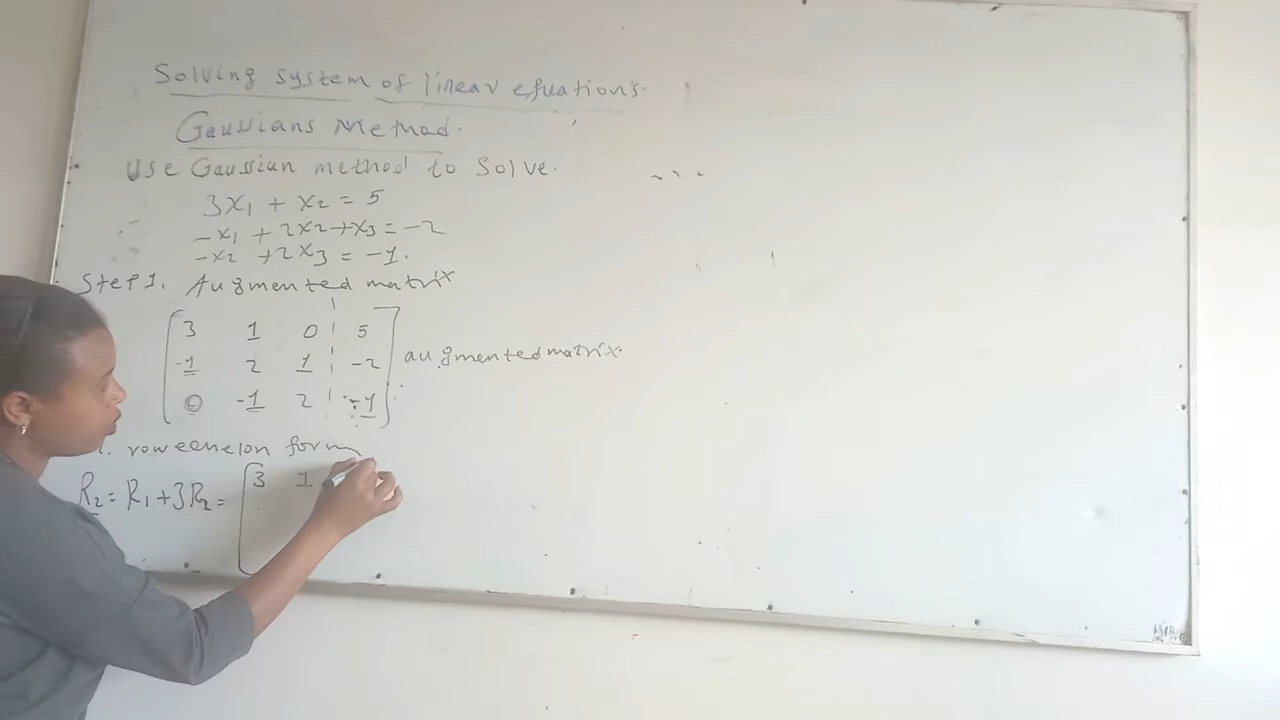 Solving system of linear equations.
Gaussians Method.
Use Gaussian method to Solve.
3x₁ + x₂ = 5
-x₁ + 2x₂ + x₃ = -2
-x₂ + 2x₃ = -1.
Step 1. Augmented matrix
3 1 0 5
-1 2 1 -2 augmented matrix.
0 -1 2 -1
row echelon form
R₂ = R₁ + 3R₂ = 3 1